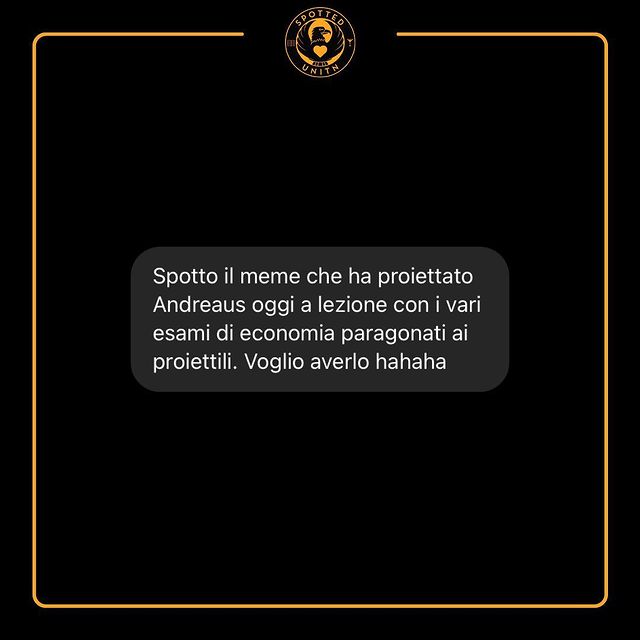 SPOTTED
UNITN
Spotto il meme che ha proiettato
Andreaus oggi a lezione con i vari
esami di economia paragonati ai
proiettili. Voglio averlo hahaha